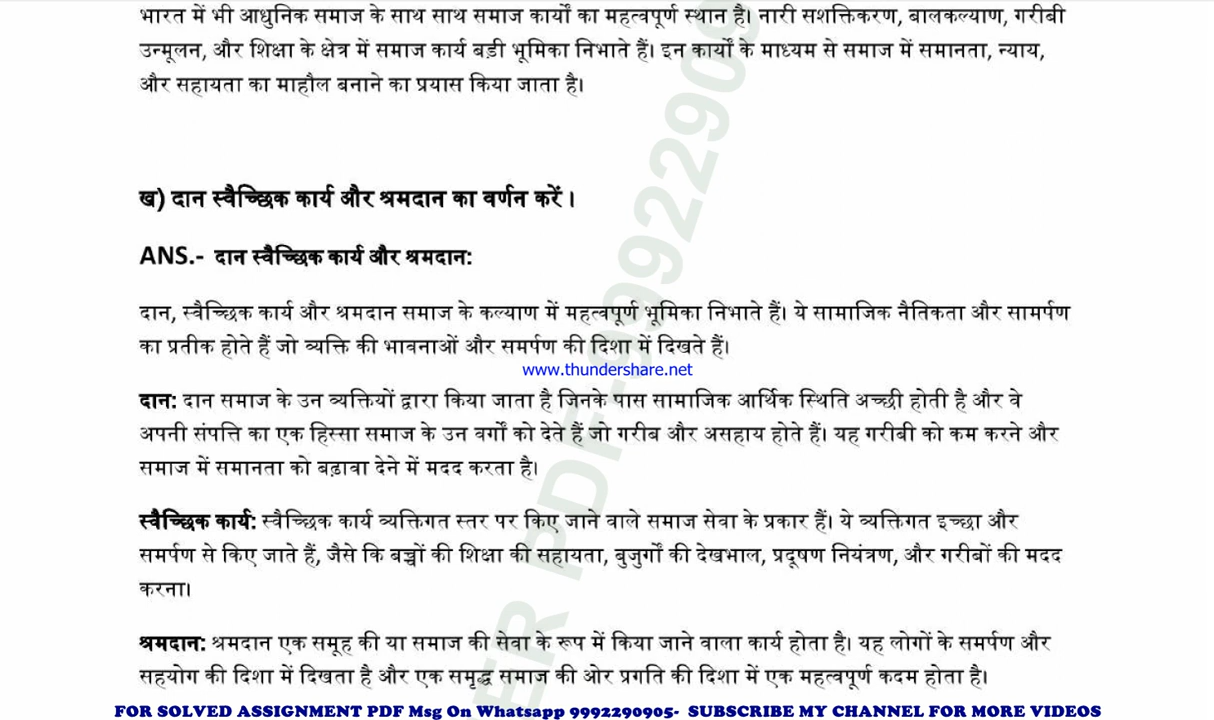 भारत में भी आधुनिक समाज के साथ साथ समाज कार्यों का महत्वपूर्ण स्थान है। नारी सशक्तिकरण, बालकल्याण, गरीबी
उन्मूलन, और शिक्षा के क्षेत्र में समाज कार्य बड़ी भूमिका निभाते हैं। इन कार्यों के माध्यम से समाज में समानता, न्याय,
और सहायता का माहौल बनाने का प्रयास किया जाता है।
ख) दान स्वैच्छिक कार्य और श्रमदान का वर्णन करें ।
ANS.- दान स्वैच्छिक कार्य और श्रमदान:
दान, स्वैच्छिक कार्य और श्रमदान समाज के कल्याण में महत्वपूर्ण भूमिका निभाते हैं। ये सामाजिक नैतिकता और सामर्पण
का प्रतीक होते हैं जो व्यक्ति की भावनाओं और समर्पण की दिशा में दिखते हैं।
www.thundershare.net
दान: दान समाज के उन व्यक्तियों द्वारा किया जाता है जिनके पास सामाजिक आर्थिक स्थिति अच्छी होती है और वे
अपनी संपत्ति का एक हिस्सा समाज के उन वर्गों को देते हैं जो गरीब और असहाय होते हैं। यह गरीबी को कम करने और
समाज में समानता को बढ़ावा देने में मदद करता है।
स्वैच्छिक कार्य: स्वैच्छिक कार्य व्यक्तिगत स्तर पर किए जाने वाले समाज सेवा के प्रकार हैं। ये व्यक्तिगत इच्छा और
समर्पण से किए जाते हैं, जैसे कि बच्चों की शिक्षा की सहायता, बुजुर्गों की देखभाल, प्रदूषण नियंत्रण, और गरीबों की मदद
करना।
श्रमदान: श्रमदान एक समूह की या समाज की सेवा के रूप में किया जाने वाला कार्य होता है। यह लोगों के समर्पण और
सहयोग की दिशा में दिखता है और एक समृद्ध समाज की ओर प्रगति की दिशा में एक महत्वपूर्ण कदम होता है।
ER PDF-99922909
FOR SOLVED ASSIGNMENT PDF Msg On Whatsapp 9992290905- SUBSCRIBE MY CHANNEL FOR MORE VIDEOS